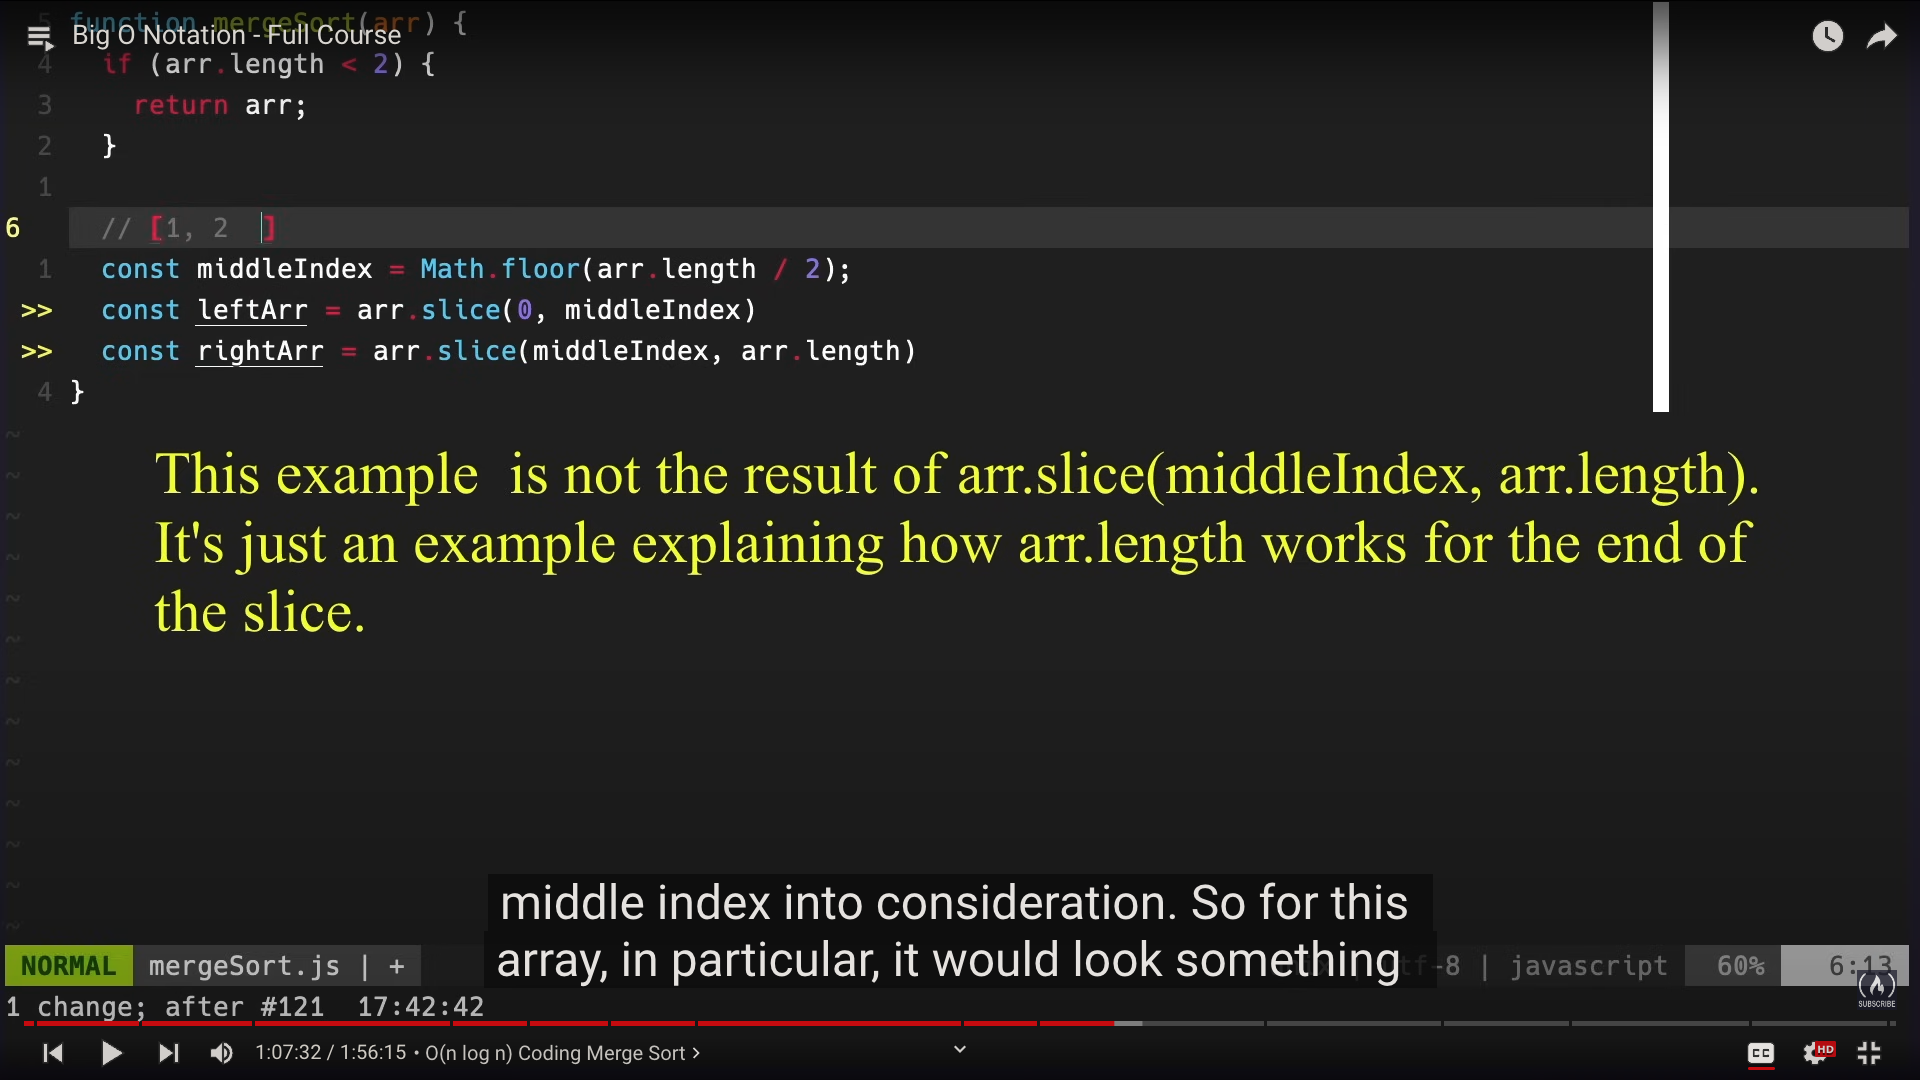 5 function mergeSort(arr) {
Big O Notation - Full Course
4 if (arr.length < 2) {
3 return arr;
2 }
1
6 // [1, 2 ]
1 const middleIndex = Math.floor(arr.length / 2);
>> const leftArr = arr.slice(0, middleIndex)
>> const rightArr = arr.slice(middleIndex, arr.length)
4 }
~
~
~
~
~
~
~
~
~
~
~
~
~
This example is not the result of arr.slice(middleIndex, arr.length).
It's just an example explaining how arr.length works for the end of
the slice.
middle index into consideration. So for this
array, in particular, it would look something
NORMAL mergeSort.js | + -8 | javascript 60% 6:13
SUBSCRIBE
1 change; after #121 17:42:42
1:07:32 / 1:56:15 • O(n log n) Coding Merge Sort >
CC HD